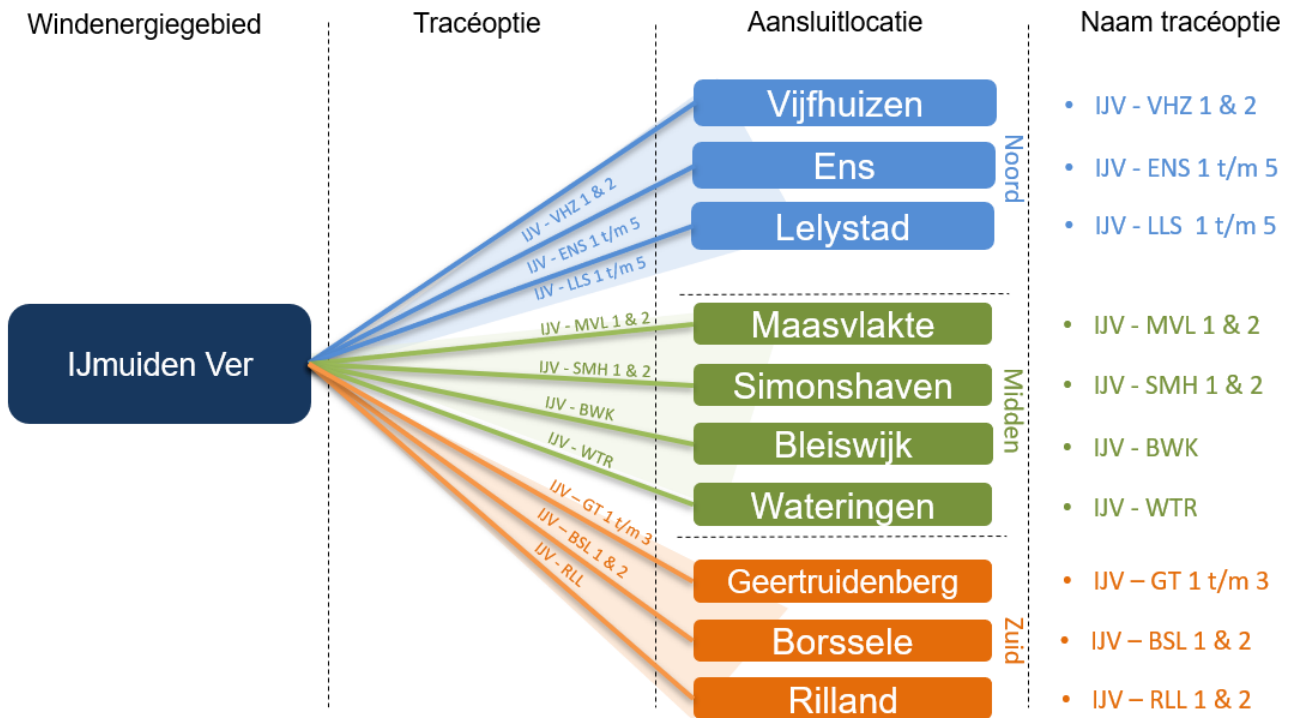 Windenergiegebied
Tracéoptie
Aansluitlocatie
Naam tracéoptie
IJmuiden Ver
IJV - VHZ 1 & 2
IJV - ENS 1 t/m 5
IJV - LLS 1 t/m 5
IJV - MVL 1 & 2
IJV - SMH 1 & 2
IJV - BWK
IJV - WTR
IJV – GT 1 t/m 3
IJV – BSL 1 & 2
IJV - RLL
Vijfhuizen
Ens
Lelystad
Noord
Maasvlakte
Simonshaven
Bleiswijk
Wateringen
Midden
Geertruidenberg
Borssele
Rilland
Zuid
• IJV - VHZ 1 & 2
• IJV - ENS 1 t/m 5
• IJV - LLS 1 t/m 5
• IJV - MVL 1 & 2
• IJV - SMH 1 & 2
• IJV - BWK
• IJV - WTR
• IJV – GT 1 t/m 3
• IJV – BSL 1 & 2
• IJV – RLL 1 & 2